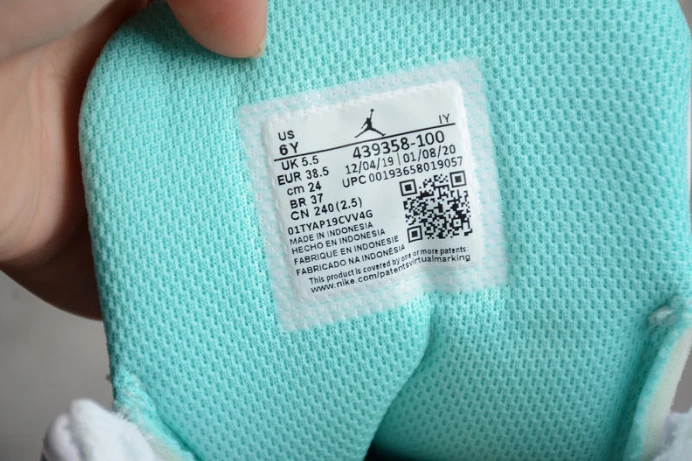 US IY
6Y 439358-100
UK 5.5 12/04/19 | 01/08/20
EUR 38.5 UPC 00193658019057
cm 24
BR 37
CN 240 (2.5)
01TYAP19CVV4G
MADE IN INDONESIA
HECHO EN INDONESIA
FABRIQUE EN INDONESIE
FABRICADO NA INDONÉSIA
This product is covered by one or more patents:
www.nike.com/patentsvirtualmarking